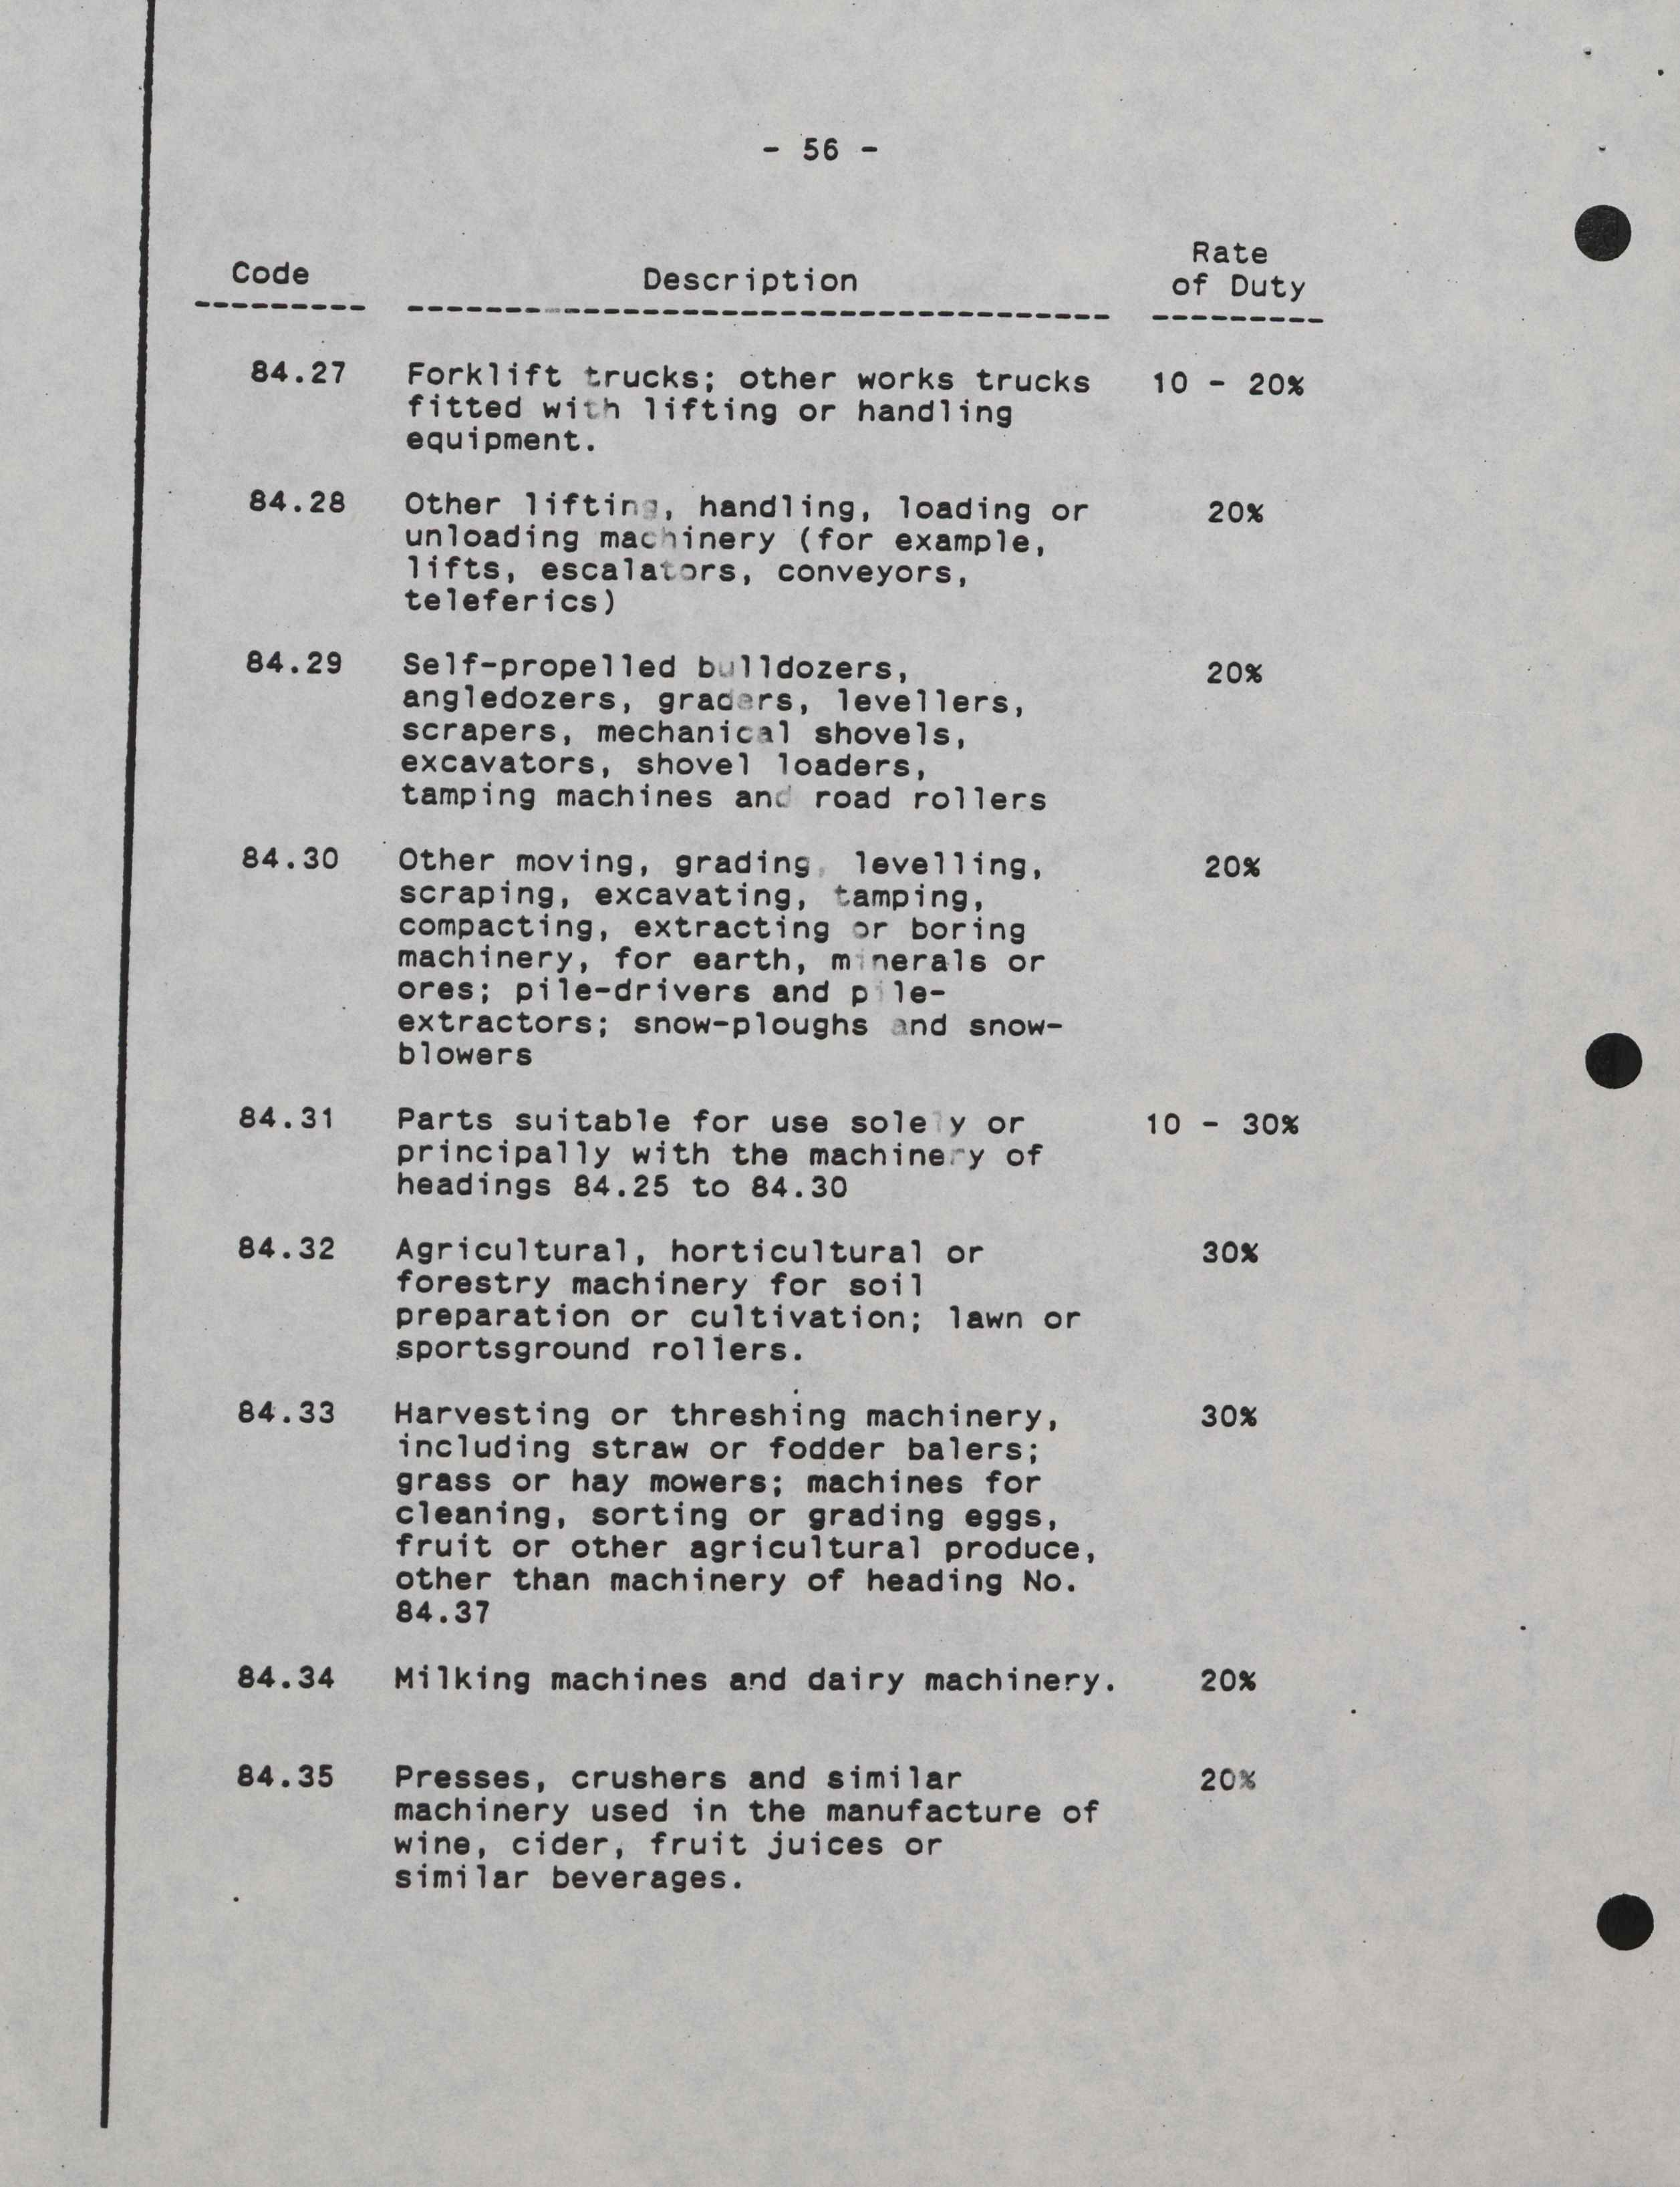 - 56 -
Code Description Rate of Duty
84.27 Forklift trucks; other works trucks 10 - 20%
fitted with lifting or handling
equipment.
84.28 Other lifting, handling, loading or 20%
unloading machinery (for example,
lifts, escalators, conveyors,
teleferics)
84.29 Self-propelled bulldozers, 20%
angledozers, graders, levellers,
scrapers, mechanical shovels,
excavators, shovel loaders,
tamping machines and road rollers
84.30 Other moving, grading, levelling, 20%
scraping, excavating, tamping,
compacting, extracting or boring
machinery, for earth, minerals or
ores; pile-drivers and pile-
extractors; snow-ploughs and snow-
blowers
84.31 Parts suitable for use solely or 10 - 30%
principally with the machinery of
headings 84.25 to 84.30
84.32 Agricultural, horticultural or 30%
forestry machinery for soil
preparation or cultivation; lawn or
sportsground rollers.
84.33 Harvesting or threshing machinery, 30%
including straw or fodder balers;
grass or hay mowers; machines for
cleaning, sorting or grading eggs,
fruit or other agricultural produce,
other than machinery of heading No.
84.37
84.34 Milking machines and dairy machinery. 20%
84.35 Presses, crushers and similar 20%
machinery used in the manufacture of
wine, cider, fruit juices or
similar beverages.